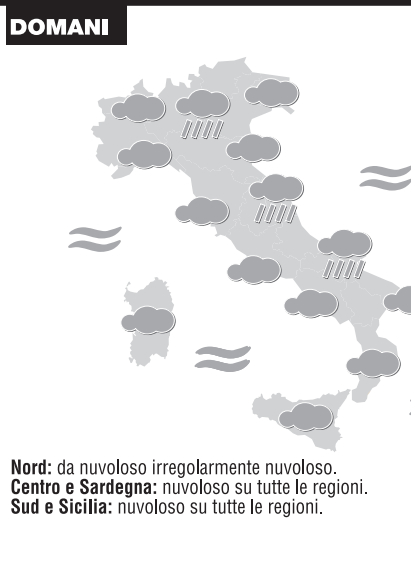 DOMANI
Nord: da nuvoloso irregolarmente nuvoloso.
Centro e Sardegna: nuvoloso su tutte le regioni.
Sud e Sicilia: nuvoloso su tutte le regioni.